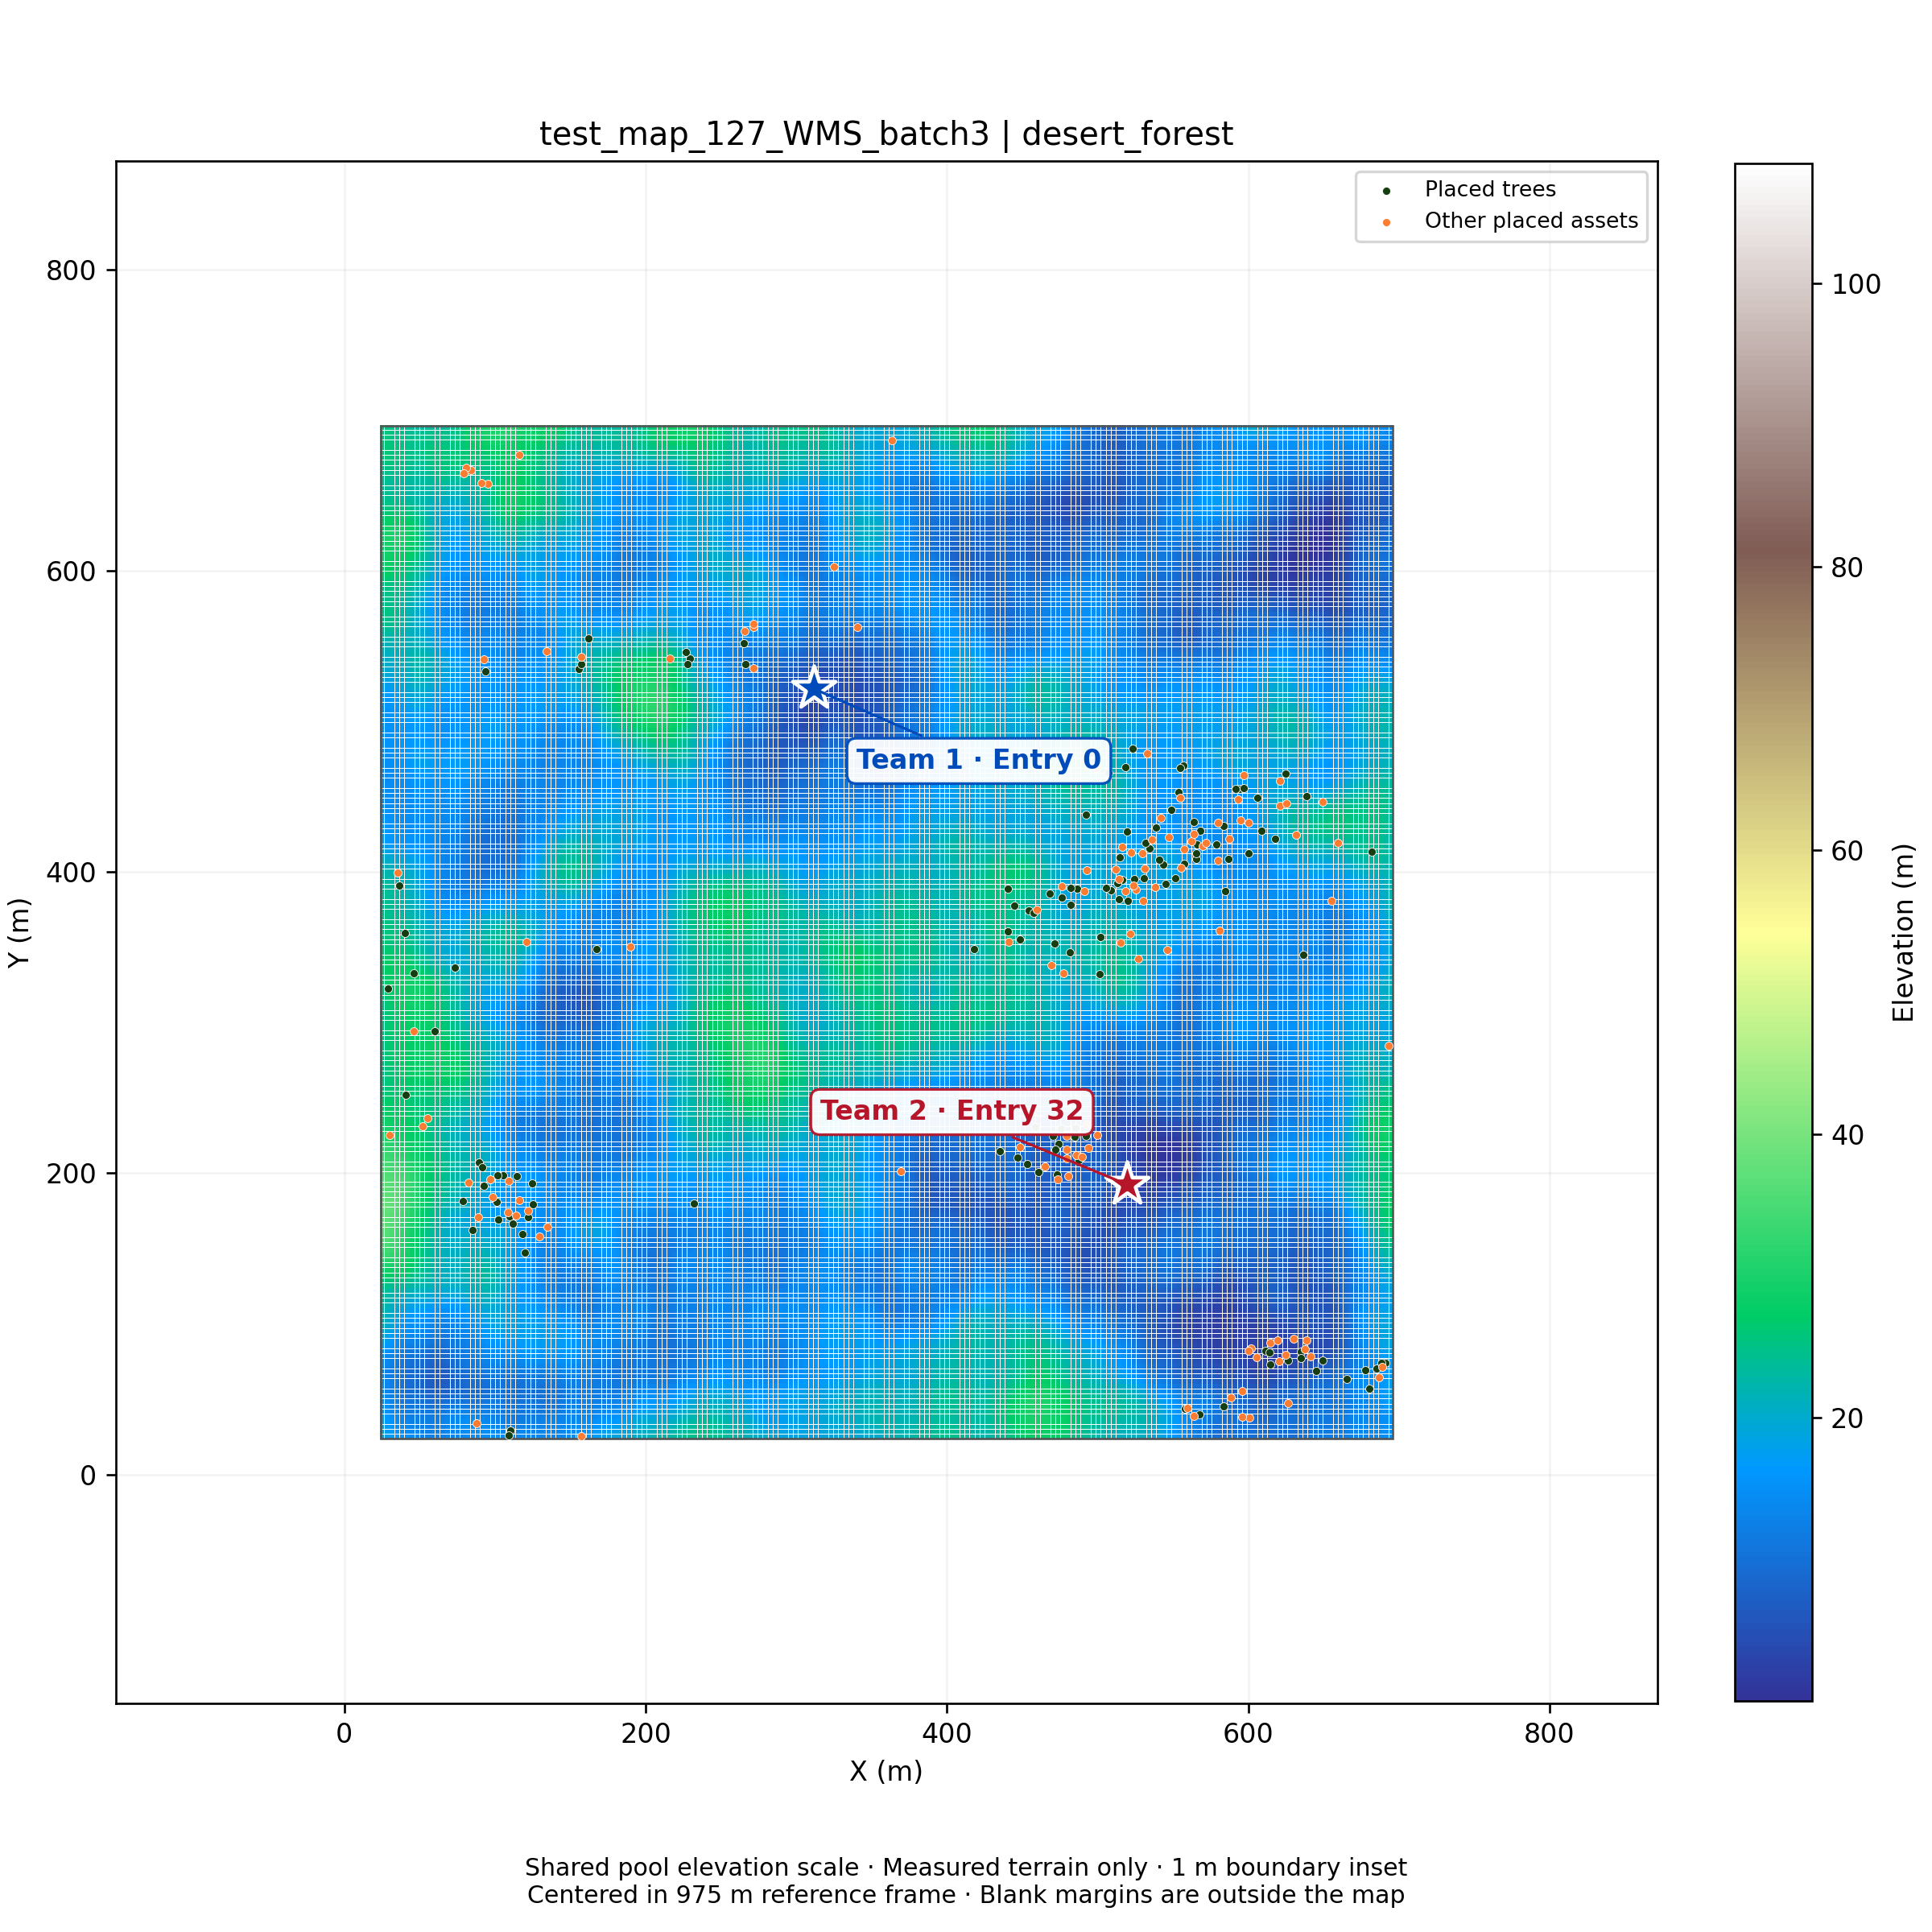 test_map_127_WMS_batch3 | desert_forest
Placed trees
Other placed assets
800
600
400
200
0
Y (m)
Team 1 · Entry 0
Team 2 · Entry 32
0
200
400
600
800
X (m)
100
80
60
40
20
Elevation (m)
Shared pool elevation scale · Measured terrain only · 1 m boundary inset
Centered in 975 m reference frame · Blank margins are outside the map